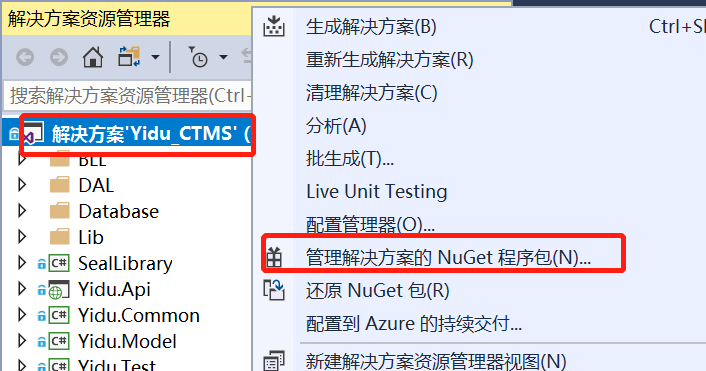 解决方案资源管理器
搜索解决方案资源管理器(Ctrl+
解决方案'Yidu_CTMS' (
BLL
DAL
Database
Lib
C# SealLibrary
Yidu.Api
C# Yidu.Common
C# Yidu.Model
C# Yidu.Test
生成解决方案(B) Ctrl+S
重新生成解决方案(R)
清理解决方案(C)
分析(A)
批生成(T)...
Live Unit Testing
配置管理器(O)...
管理解决方案的 NuGet 程序包(N)...
还原 NuGet 包(R)
配置到 Azure 的持续交付...
新建解决方案资源管理器视图(N)